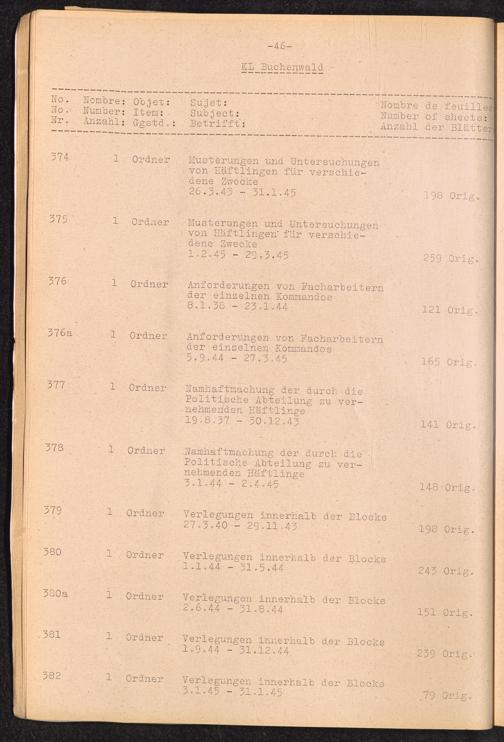 -46-
KL Buchenwald
No. Nombre: Objet: Sujet: Nombre de feuilles
No. Number: Item: Subject: Number of sheets:
Nr. Anzahl: Ggstd.: Betrifft: Anzahl der Blätter
374 1 Ordner Musterungen und Untersuchungen
von Häftlingen für verschie-
dene Zwecke
26.3.43 - 31.1.45 198 Orig.
375 1 Ordner Musterungen und Untersuchungen
von Häftlingen für verschie-
dene Zwecke
1.2.45 - 29.3.45 259 Orig.
376 1 Ordner Anforderungen von Facharbeitern
der einzelnen Kommandos
8.1.38 - 23.1.44 121 Orig.
376a 1 Ordner Anforderungen von Facharbeitern
der einzelnen Kommandos
5.9.44 - 27.3.45 165 Orig.
377 1 Ordner Namhaftmachung der durch die
Politische Abteilung zu ver-
nehmenden Häftlinge
19.8.37 - 30.12.43 141 Orig.
378 1 Ordner Namhaftmachung der durch die
Politische Abteilung zu ver-
nehmenden Häftlinge
3.1.44 - 2.4.45 148 Orig.
379 1 Ordner Verlegungen innerhalb der Blocks
27.3.40 - 29.11.43 198 Orig.
380 1 Ordner Verlegungen innerhalb der Blocks
1.1.44 - 31.5.44 243 Orig.
380a 1 Ordner Verlegungen innerhalb der Blocks
2.6.44 - 31.8.44 151 Orig.
381 1 Ordner Verlegungen innerhalb der Blocks
1.9.44 - 31.12.44 239 Orig.
382 1 Ordner Verlegungen innerhalb der Blocks
3.1.45 - 31.1.45 79 Orig.